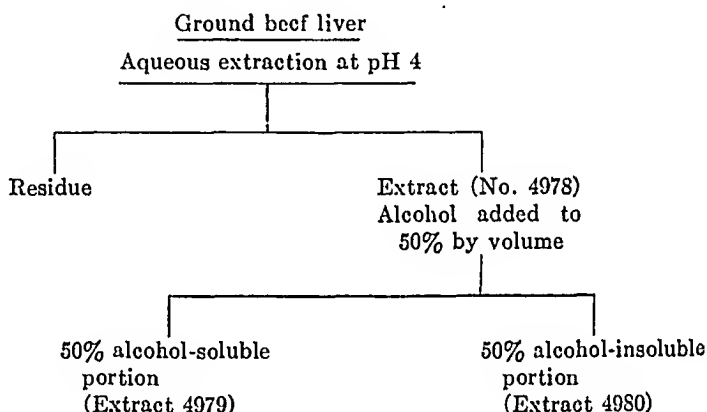 Ground beef liver
Aqueous extraction at pH 4
Residue
Extract (No. 4978)
Alcohol added to
50% by volume
50% alcohol-soluble
portion
(Extract 4979)
50% alcohol-insoluble
portion
(Extract 4980)